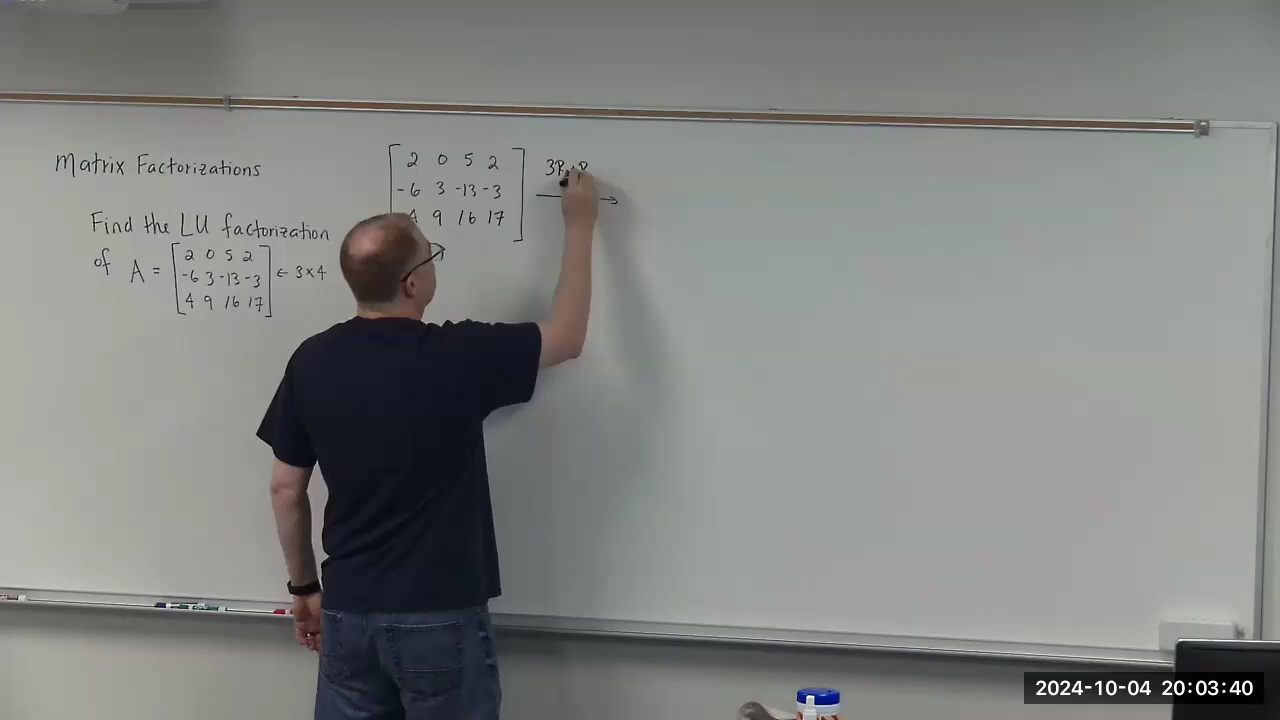 Matrix Factorizations
Find the LU factorization
of A = [2 0 5 2
-6 3 -13 -3 ← 3×4
4 9 16 17]
[2 0 5 2
-6 3 -13 -3
4 9 16 17]
→
2024-10-04 20:03:40